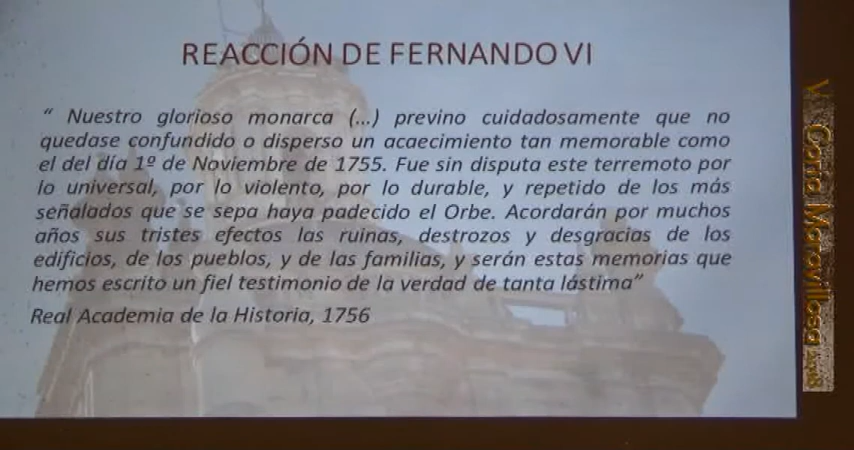 REACCIÓN DE FERNANDO VI
“ Nuestro glorioso monarca (...) previno cuidadosamente que no
quedase confundido o disperso un acaecimiento tan memorable como
el del día 1º de Noviembre de 1755. Fue sin disputa este terremoto por
lo universal, por lo violento, por lo durable, y repetido de los más
señalados que se sepa haya padecido el Orbe. Acordarán por muchos
años sus tristes efectos las ruinas, destrozos y desgracias de los
edificios, de los pueblos, y de las familias, y serán estas memorias que
hemos escrito un fiel testimonio de la verdad de tanta lástima”
Real Academia de la Historia, 1756
Coria Maravillosa 2018